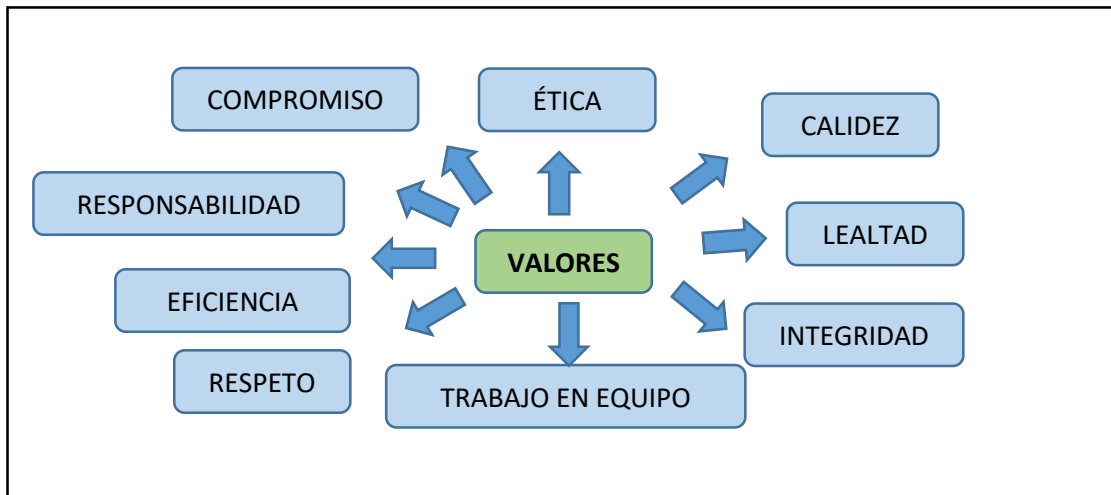 COMPROMISO
ÉTICA
CALIDEZ
RESPONSABILIDAD
LEALTAD
VALORES
EFICIENCIA
INTEGRIDAD
RESPETO
TRABAJO EN EQUIPO